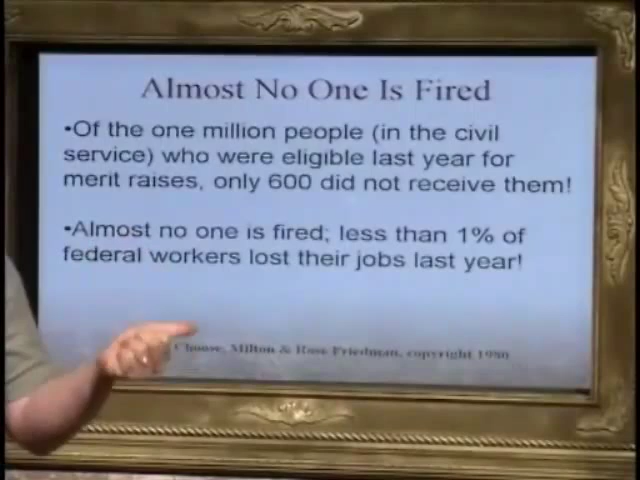 Almost No One Is Fired
•Of the one million people (in the civil
service) who were eligible last year for
merit raises, only 600 did not receive them!
•Almost no one is fired; less than 1% of
federal workers lost their jobs last year!
Choose, Milton & Rose Friedman, copyright 1980